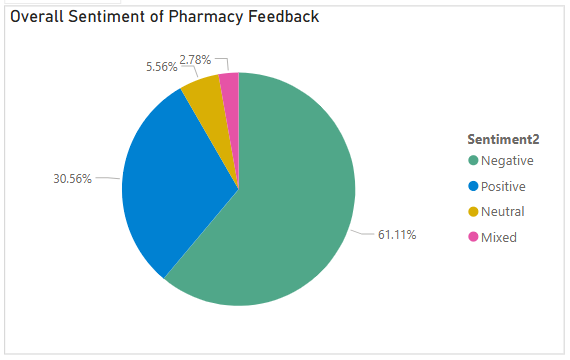 Overall Sentiment of Pharmacy Feedback
2.78%
5.56%
30.56%
61.11%
Sentiment2
Negative
Positive
Neutral
Mixed